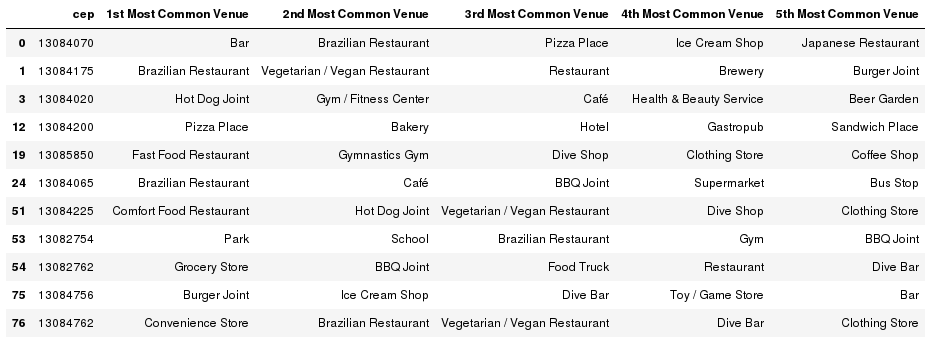 cep 1st Most Common Venue 2nd Most Common Venue 3rd Most Common Venue 4th Most Common Venue 5th Most Common Venue
0 13084070 Bar Brazilian Restaurant Pizza Place Ice Cream Shop Japanese Restaurant
1 13084175 Brazilian Restaurant Vegetarian / Vegan Restaurant Restaurant Brewery Burger Joint
3 13084020 Hot Dog Joint Gym / Fitness Center Café Health & Beauty Service Beer Garden
12 13084200 Pizza Place Bakery Hotel Gastropub Sandwich Place
19 13085850 Fast Food Restaurant Gymnastics Gym Dive Shop Clothing Store Coffee Shop
24 13084065 Brazilian Restaurant Café BBQ Joint Supermarket Bus Stop
51 13084225 Comfort Food Restaurant Hot Dog Joint Vegetarian / Vegan Restaurant Dive Shop Clothing Store
53 13082754 Park School Brazilian Restaurant Gym BBQ Joint
54 13082762 Grocery Store BBQ Joint Food Truck Restaurant Dive Bar
75 13084756 Burger Joint Ice Cream Shop Dive Bar Toy / Game Store Bar
76 13084762 Convenience Store Brazilian Restaurant Vegetarian / Vegan Restaurant Dive Bar Clothing Store